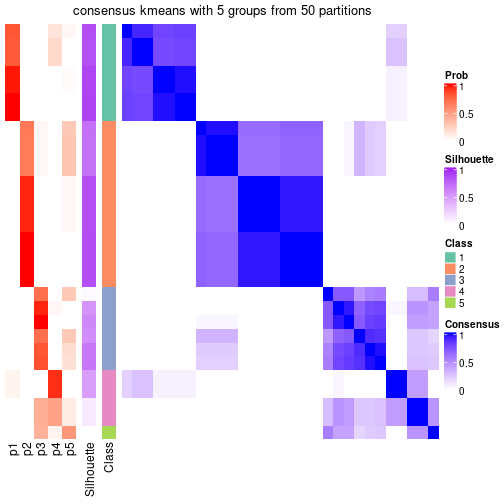 consensus kmeans with 5 groups from 50 partitions
Prob
1
0.5
0
Silhouette
1
0.5
0
Class
1
2
3
4
5
Consensus
1
0.5
0
p1
p2
p3
p4
p5
Silhouette
Class